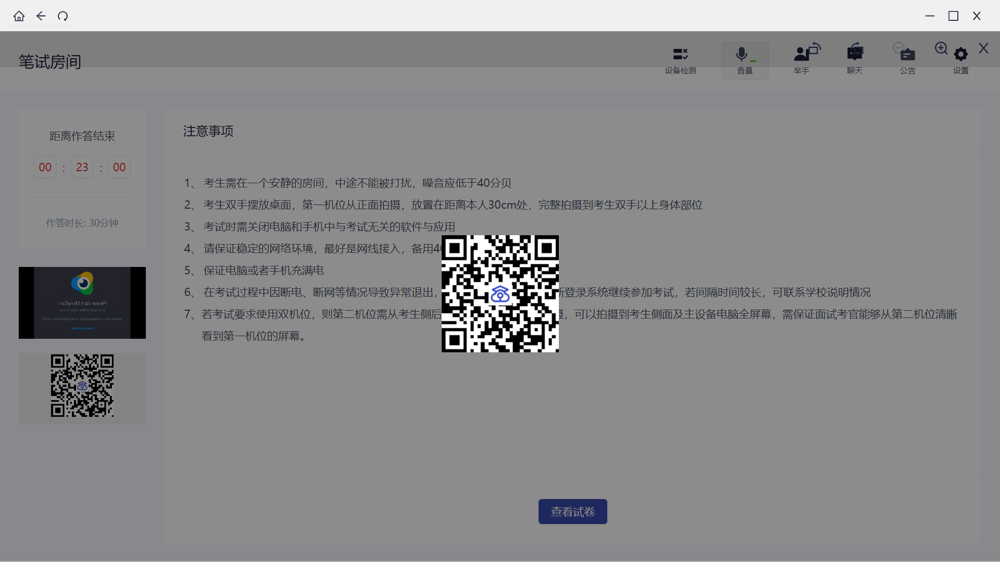 笔试房间
设备检测
音量
举手
聊天
公告
设置
距离作答结束
00 : 23 : 00
作答时长: 30分钟
注意事项
1、 考生需在一个安静的房间，中途不能被打扰，噪音应低于40分贝
2、 考生双手摆放桌面，第一机位从正面拍摄，放置在距离本人30cm处，完整拍摄到考生双手以上身体部位
3、 考试时需关闭电脑和手机中与考试无关的软件与应用
4、 请保证稳定的网络环境，最好是网线接入，备用4
5、 保证电脑或者手机充满电
6、 在考试过程中因断电、断网等情况导致异常退出， 新登录系统继续参加考试，若间隔时间较长，可联系学校说明情况
7、若考试要求使用双机位，则第二机位需从考生侧后 摄，可以拍摄到考生侧面及主设备电脑全屏幕，需保证面试考官能够从第二机位清晰
看到第一机位的屏幕。
Please start ManyCam
Please start ManyCam or choose another video source
查看试卷